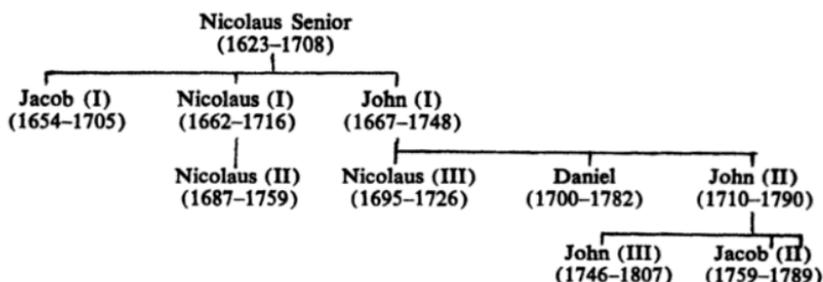 Nicolaus Senior
(1623–1708)
Jacob (I) Nicolaus (I) John (I)
(1654–1705) (1662–1716) (1667–1748)
Nicolaus (II) Nicolaus (III) Daniel John (II)
(1687–1759) (1695–1726) (1700–1782) (1710–1790)
John (III) Jacob (II)
(1746–1807) (1759–1789)